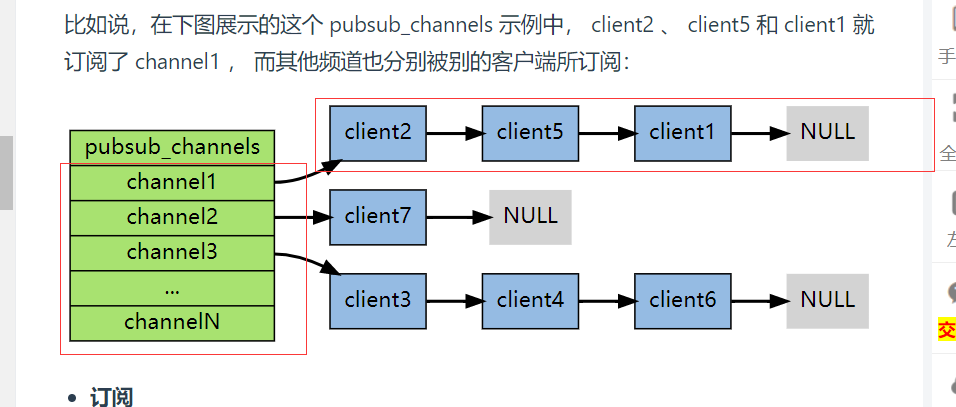 比如说，在下图展示的这个 pubsub_channels 示例中， client2 、 client5 和 client1 就
订阅了 channel1 ， 而其他频道也分别被别的客户端所订阅：
pubsub_channels
channel1
channel2
channel3
...
channelN
client2
client5
client1
NULL
client7
NULL
client3
client4
client6
NULL
订阅
手
全
左
交